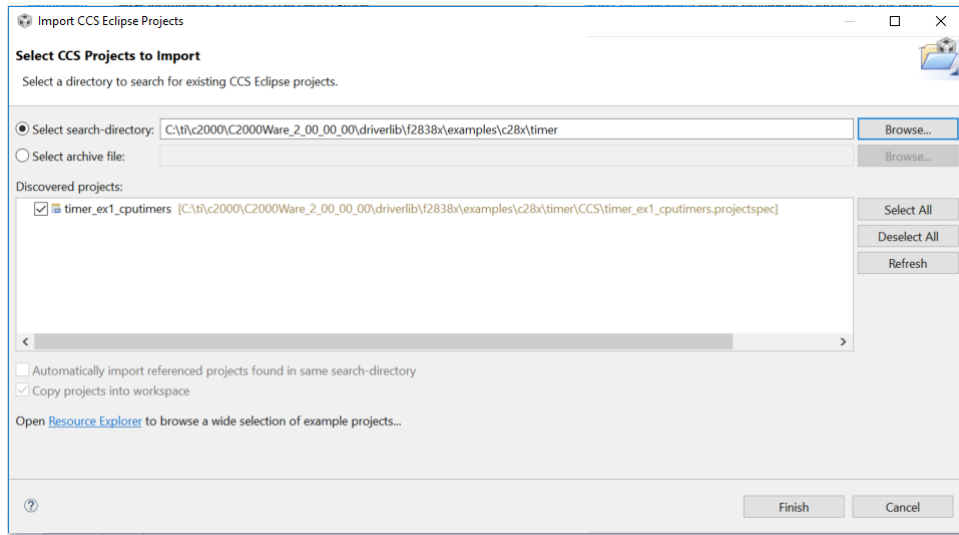 Import CCS Eclipse Projects
Select CCS Projects to Import
Select a directory to search for existing CCS Eclipse projects.
Select search-directory: C:\ti\c2000\C2000Ware_2_00_00_00\driverlib\f2838x\examples\c28x\timer Browse...
Select archive file: Browse...
Discovered projects:
timer_ex1_cputimers [C:\ti\c2000\C2000Ware_2_00_00_00\driverlib\f2838x\examples\c28x\timer\CCS\timer_ex1_cputimers.projectspec] Select All
Deselect All
Refresh
Automatically import referenced projects found in same search-directory
Copy projects into workspace
Open Resource Explorer to browse a wide selection of example projects...
Finish Cancel